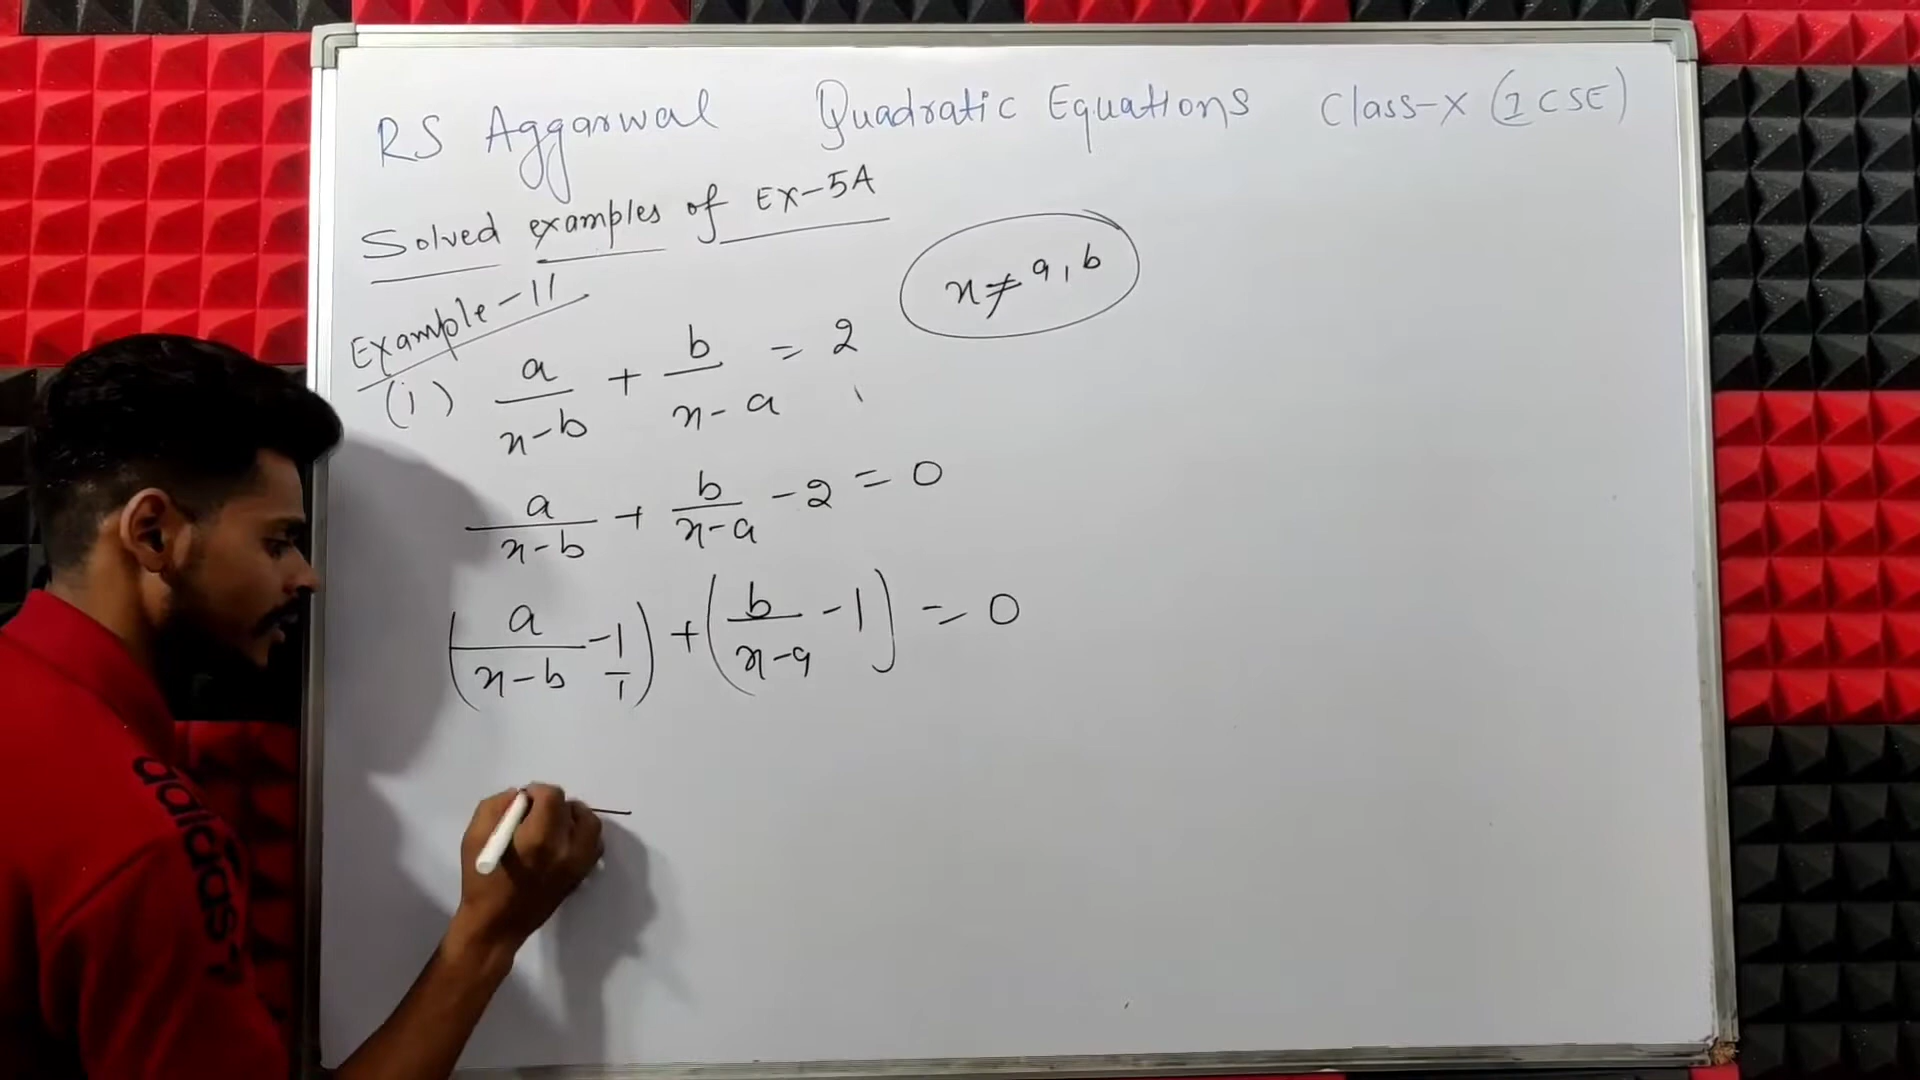 RS Aggarwal Quadratic Equations Class-X (ICSE)
Solved examples of Ex-5A
Example-11
x ≠ a, b
(i) a/(x-b) + b/(x-a) = 2
a/(x-b) + b/(x-a) - 2 = 0
(a/(x-b) - 1/1) + (b/(x-a) - 1) = 0
adidas